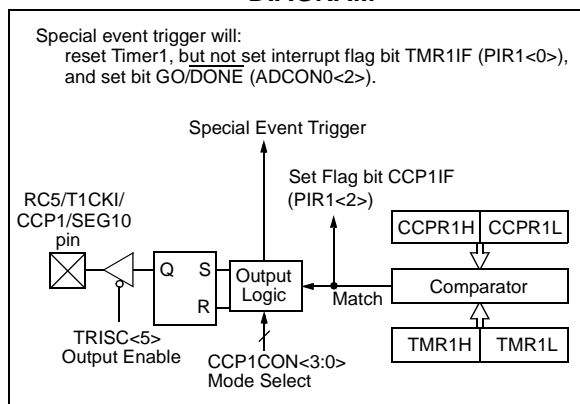 DIAGRAM
Special event trigger will:
reset Timer1, but not set interrupt flag bit TMR1IF (PIR1<0>),
and set bit GO/DONE (ADCON0<2>).
Special Event Trigger
Set Flag bit CCP1IF
(PIR1<2>)
RC5/T1CKI/
CCP1/SEG10
pin
CCPR1H CCPR1L
Q S
R
Output
Logic
Match
Comparator
TRISC<5>
Output Enable
CCP1CON<3:0>
Mode Select
TMR1H TMR1L